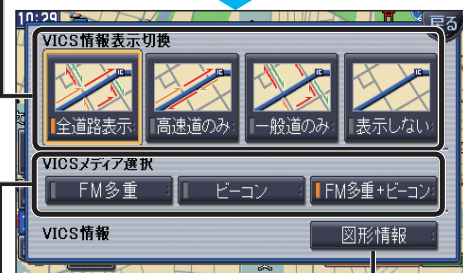 10:29
戻る
VICS情報表示切換
IC IC IC IC
全道路表示 高速道のみ 一般道のみ 表示しない
VICSメディア選択
FM多重 ビーコン FM多重+ビーコン
VICS情報 図形情報